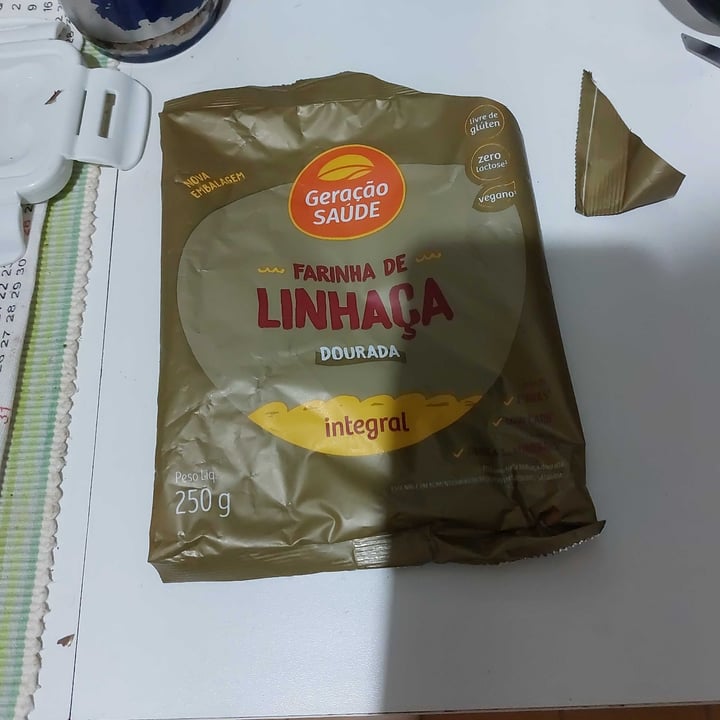 NOVA
EMBALAGEM
Geração
SAÚDE
livre de
glúten
zero
lactose!
vegano!
FARINHA DE
LINHAÇA
DOURADA
integral
Peso Líq.
250 g